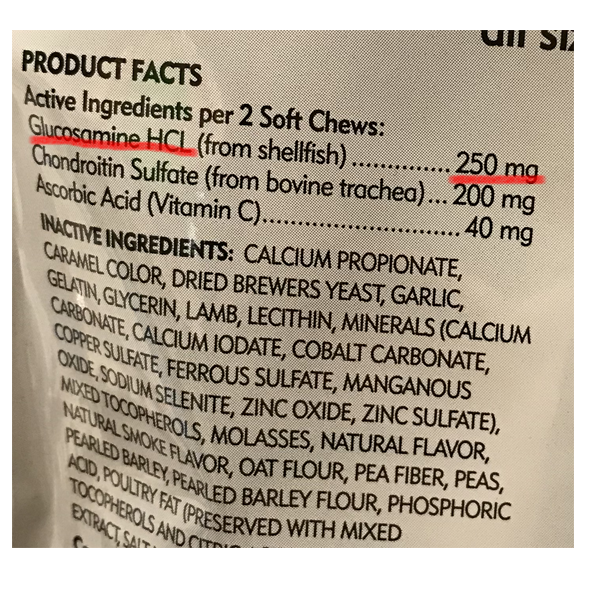 all
PRODUCT FACTS
Active Ingredients per 2 Soft Chews:
Glucosamine HCL (from shellfish) .............. 250 mg
Chondroitin Sulfate (from bovine trachea) ... 200 mg
Ascorbic Acid (Vitamin C)............................. 40 mg
INACTIVE INGREDIENTS: CALCIUM PROPIONATE,
CARAMEL COLOR, DRIED BREWERS YEAST, GARLIC,
GELATIN, GLYCERIN, LAMB, LECITHIN, MINERALS (CALCIUM
CARBONATE, CALCIUM IODATE, COBALT CARBONATE,
COPPER SULFATE, FERROUS SULFATE, MANGANOUS
OXIDE, SODIUM SELENITE, ZINC OXIDE, ZINC SULFATE),
MIXED TOCOPHEROLS, MOLASSES, NATURAL FLAVOR,
NATURAL SMOKE FLAVOR, OAT FLOUR, PEA FIBER, PEAS,
PEARLED BARLEY, PEARLED BARLEY FLOUR, PHOSPHORIC
ACID, POULTRY FAT (PRESERVED WITH MIXED
TOCOPHEROLS AND CITRIC
EXTRACT, SALT